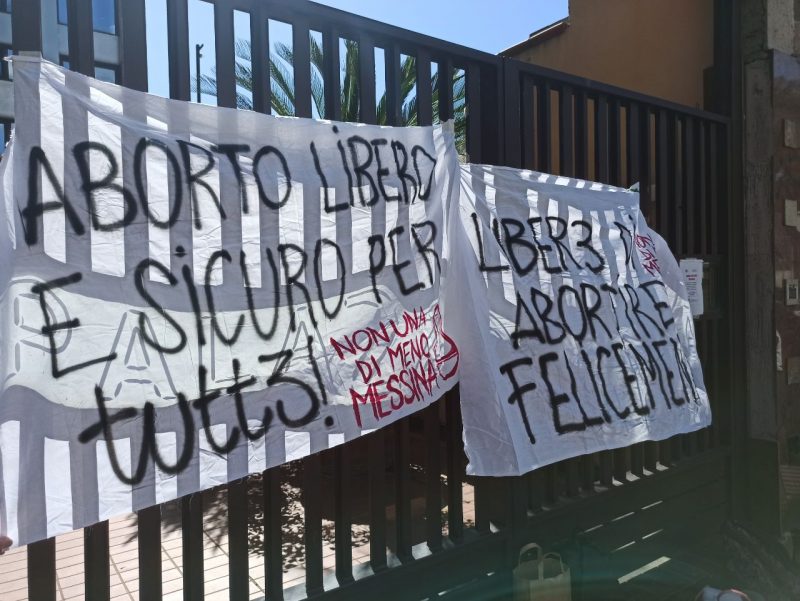 ABORTO LIBERO
E SICURO PER
tutt3!
NON UNA
DI MENO
MESSINA
LIBER3 DI
ABORTIRE
FELICEMEN